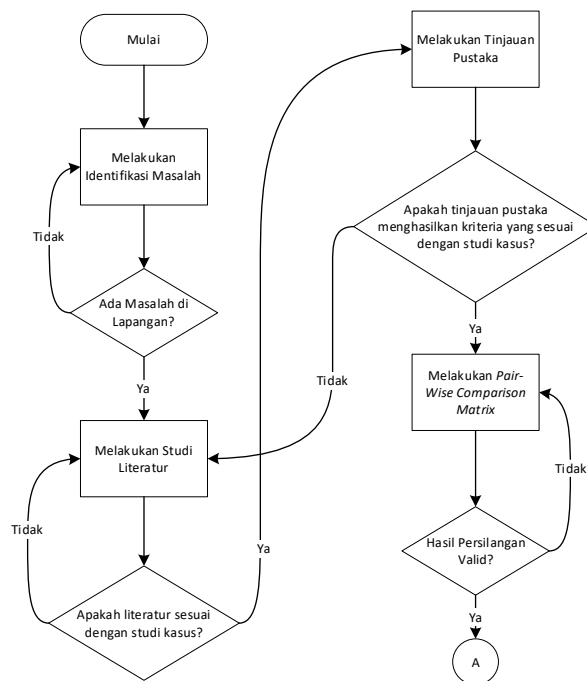 Mulai
Melakukan
Identifikasi Masalah
Tidak
Ada Masalah di
Lapangan?
Ya
Melakukan Studi
Literatur
Tidak
Apakah literatur sesuai
dengan studi kasus?
Ya
Melakukan Tinjauan
Pustaka
Apakah tinjauan pustaka
menghasilkan kriteria yang sesuai
dengan studi kasus?
Tidak
Ya
Melakukan Pair-
Wise Comparison
Matrix
Tidak
Hasil Persilangan
Valid?
Ya
A